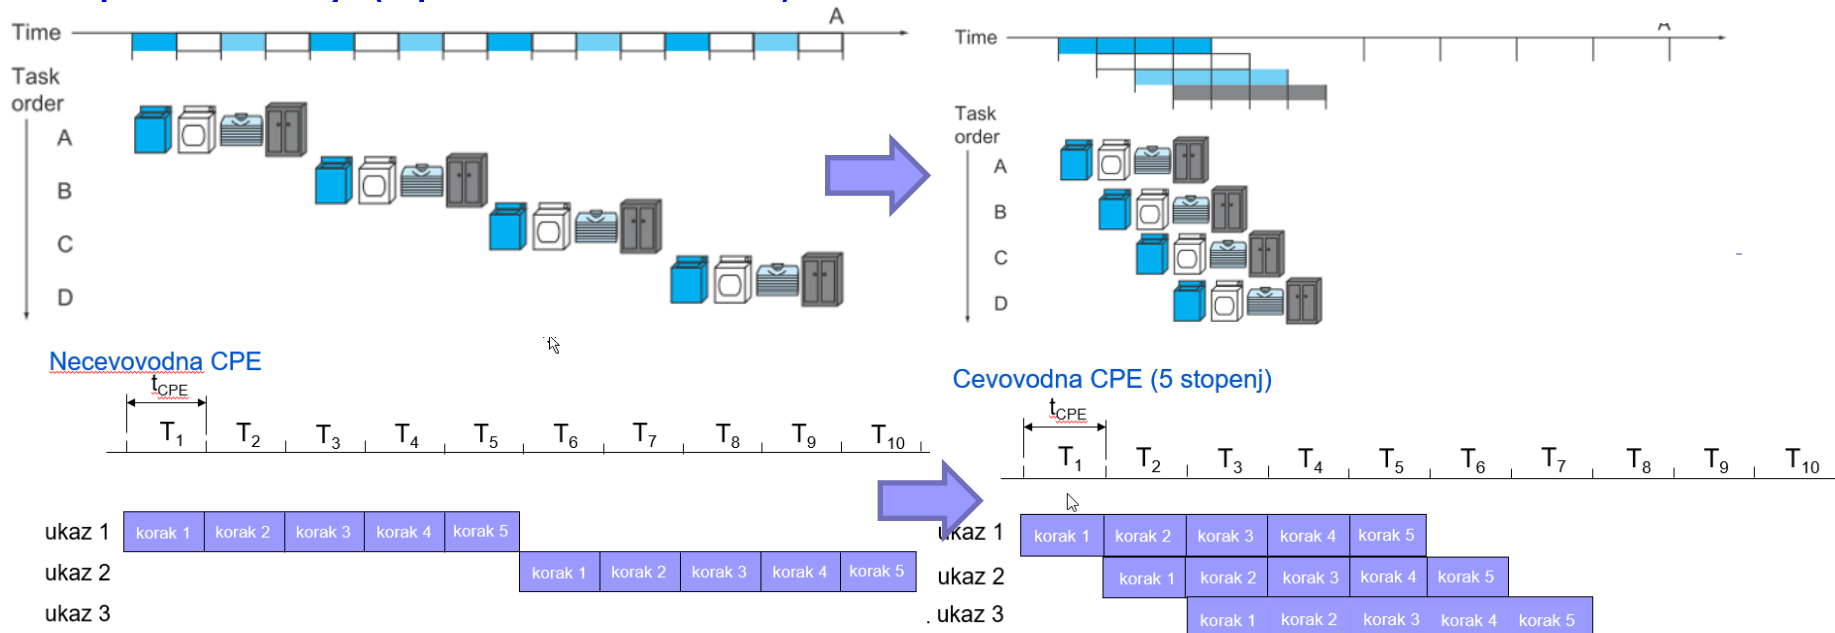 A
Time
Task
order
A
B
C
D
Time
Task
order
A
B
C
D
Necevovodna CPE
tCPE
T1 T2 T3 T4 T5 T6 T7 T8 T9 T10
ukaz 1 korak 1 korak 2 korak 3 korak 4 korak 5
ukaz 2 korak 1 korak 2 korak 3 korak 4 korak 5
ukaz 3
Cevovodna CPE (5 stopenj)
tCPE
T1 T2 T3 T4 T5 T6 T7 T8 T9 T10
ukaz 1 korak 1 korak 2 korak 3 korak 4 korak 5
ukaz 2 korak 1 korak 2 korak 3 korak 4 korak 5
ukaz 3 korak 1 korak 2 korak 3 korak 4 korak 5